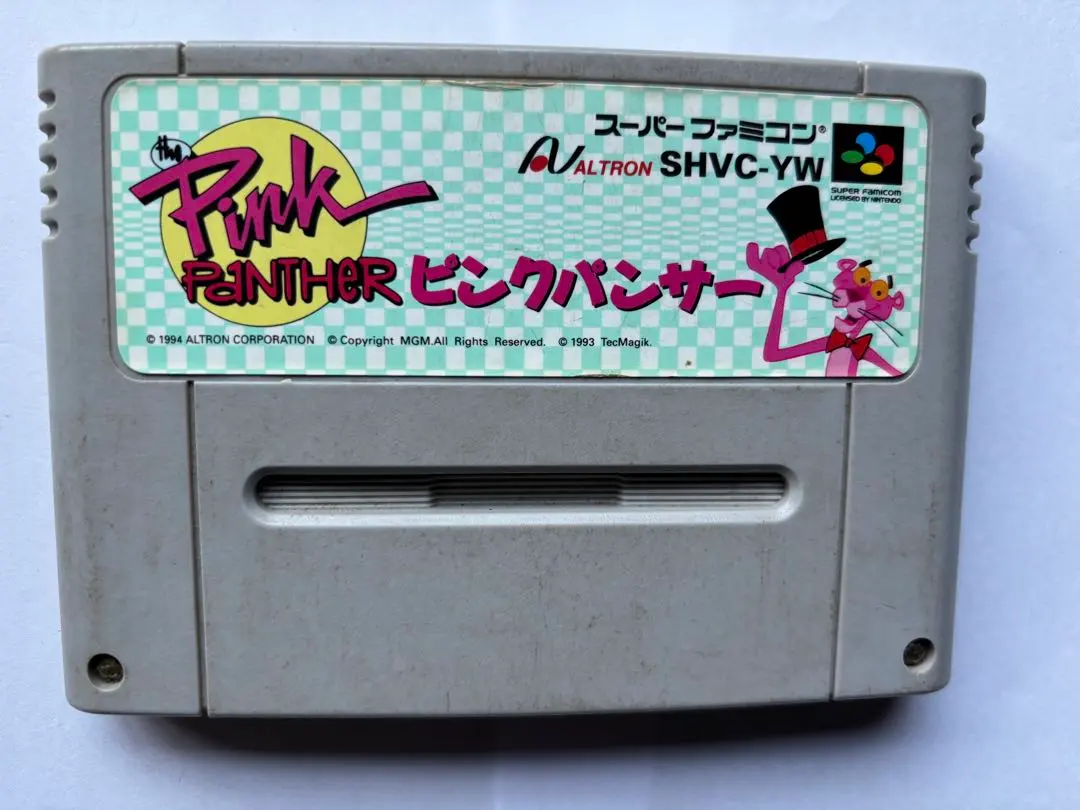 the
Pink
PANTHER
ピンクパンサー
スーパーファミコン®
ALTRON SHVC-YW
SUPER FAMICOM
LICENSED BY NINTENDO
© 1994 ALTRON CORPORATION © Copyright MGM.All Rights Reserved. © 1993 TecMagik.